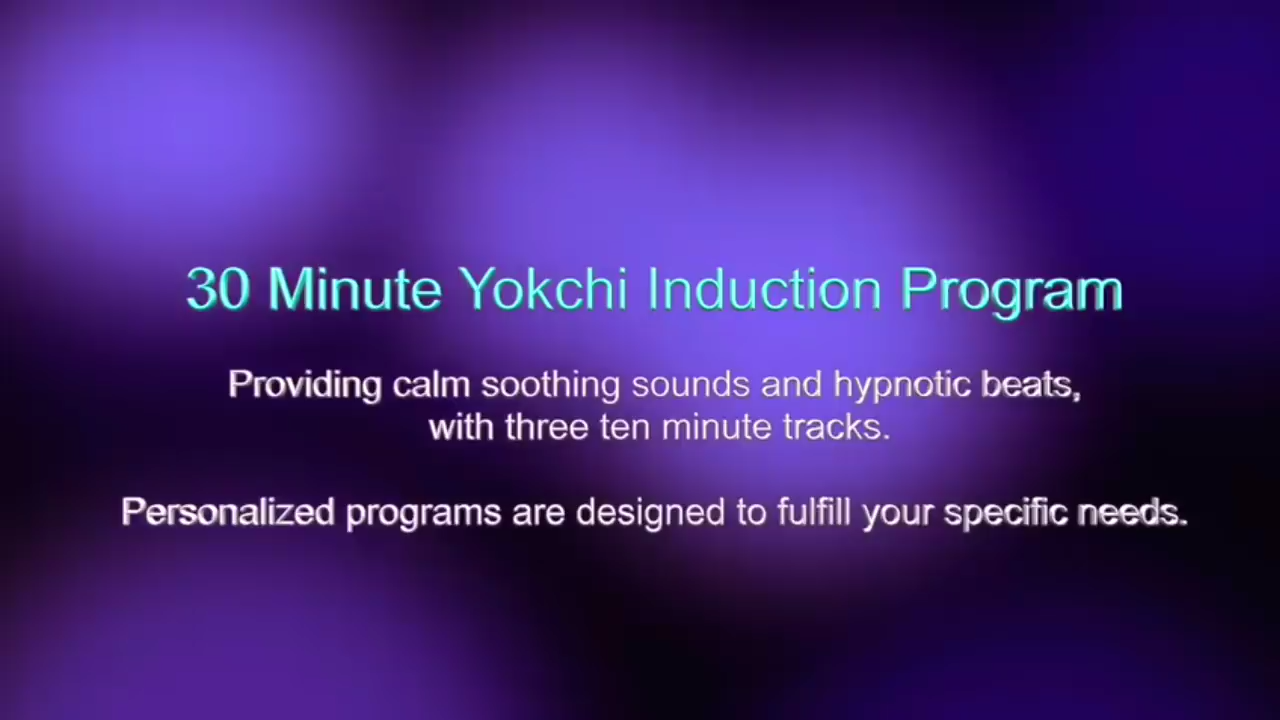 30 Minute Yokchi Induction Program
Providing calm soothing sounds and hypnotic beats,
with three ten minute tracks.
Personalized programs are designed to fulfill your specific needs.